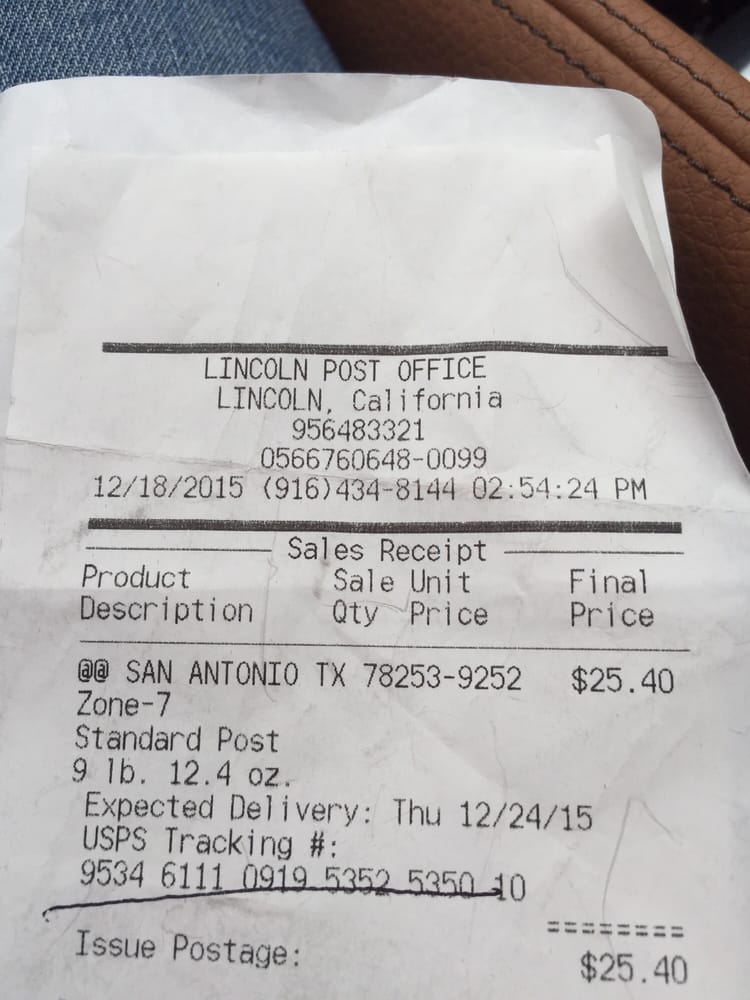 LINCOLN POST OFFICE
LINCOLN, California
956483321
0566760648-0099
12/18/2015 (916)434-8144 02:54:24 PM
Sales Receipt
Product Sale Unit Final
Description Qty Price Price
@@ SAN ANTONIO TX 78253-9252 $25.40
Zone-7
Standard Post
9 lb. 12.4 oz.
Expected Delivery: Thu 12/24/15
USPS Tracking #:
9534 6111 0919 5352 5350 10
========
Issue Postage: $25.40